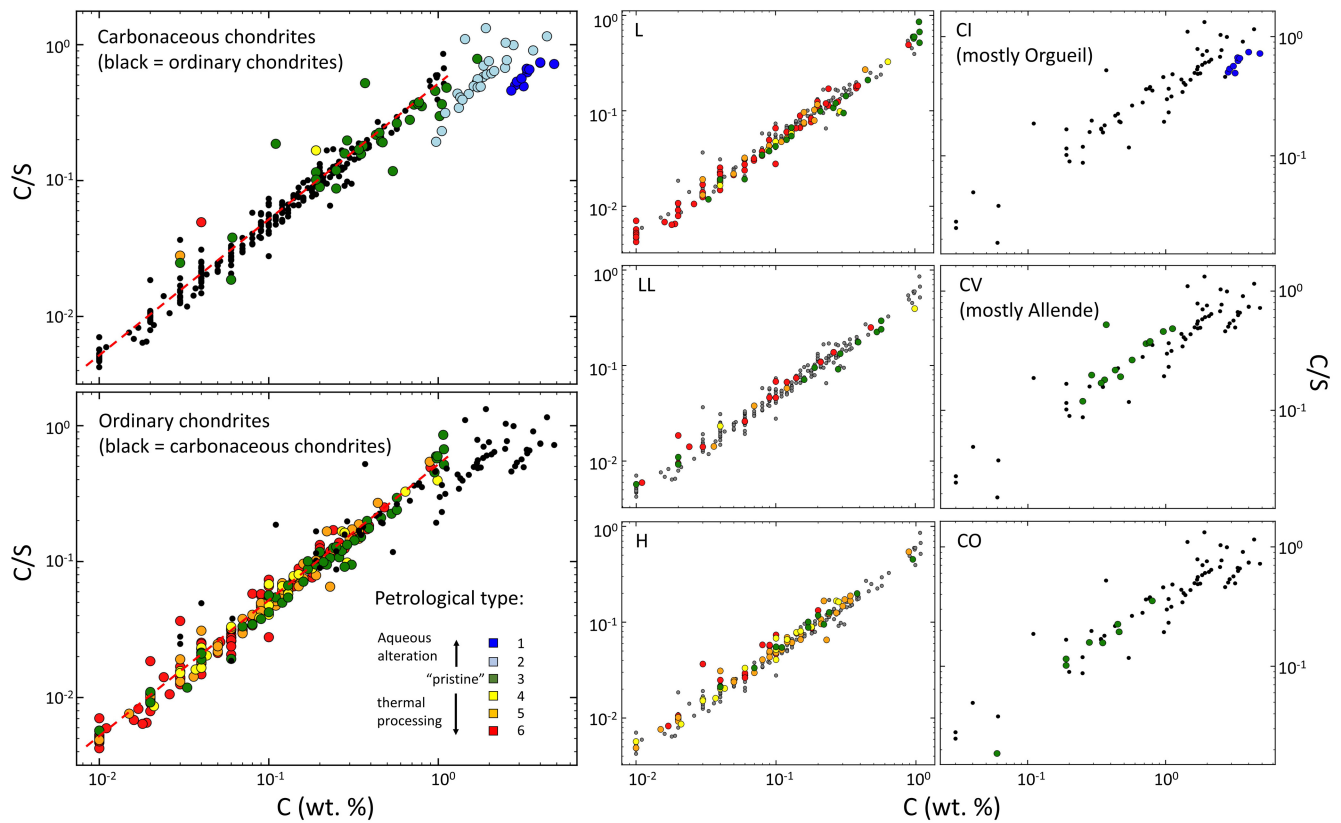 Carbonaceous chondrites
(black = ordinary chondrites)
10⁰
10⁻¹
10⁻²
C/S
Ordinary chondrites
(black = carbonaceous chondrites)
10⁰
10⁻¹
10⁻²
C/S
Petrological type:
Aqueous
alteration
"pristine"
thermal
processing
1
2
3
4
5
6
10⁻²
10⁻¹
10⁰
C (wt. %)
L
10⁰
10⁻¹
10⁻²
LL
10⁰
10⁻¹
10⁻²
H
10⁰
10⁻¹
10⁻²
10⁻²
10⁻¹
10⁰
CI
(mostly Orgueil)
10⁰
10⁻¹
CV
(mostly Allende)
10⁰
10⁻¹
C/S
CO
10⁰
10⁻¹
10⁻¹
10⁰
C (wt. %)